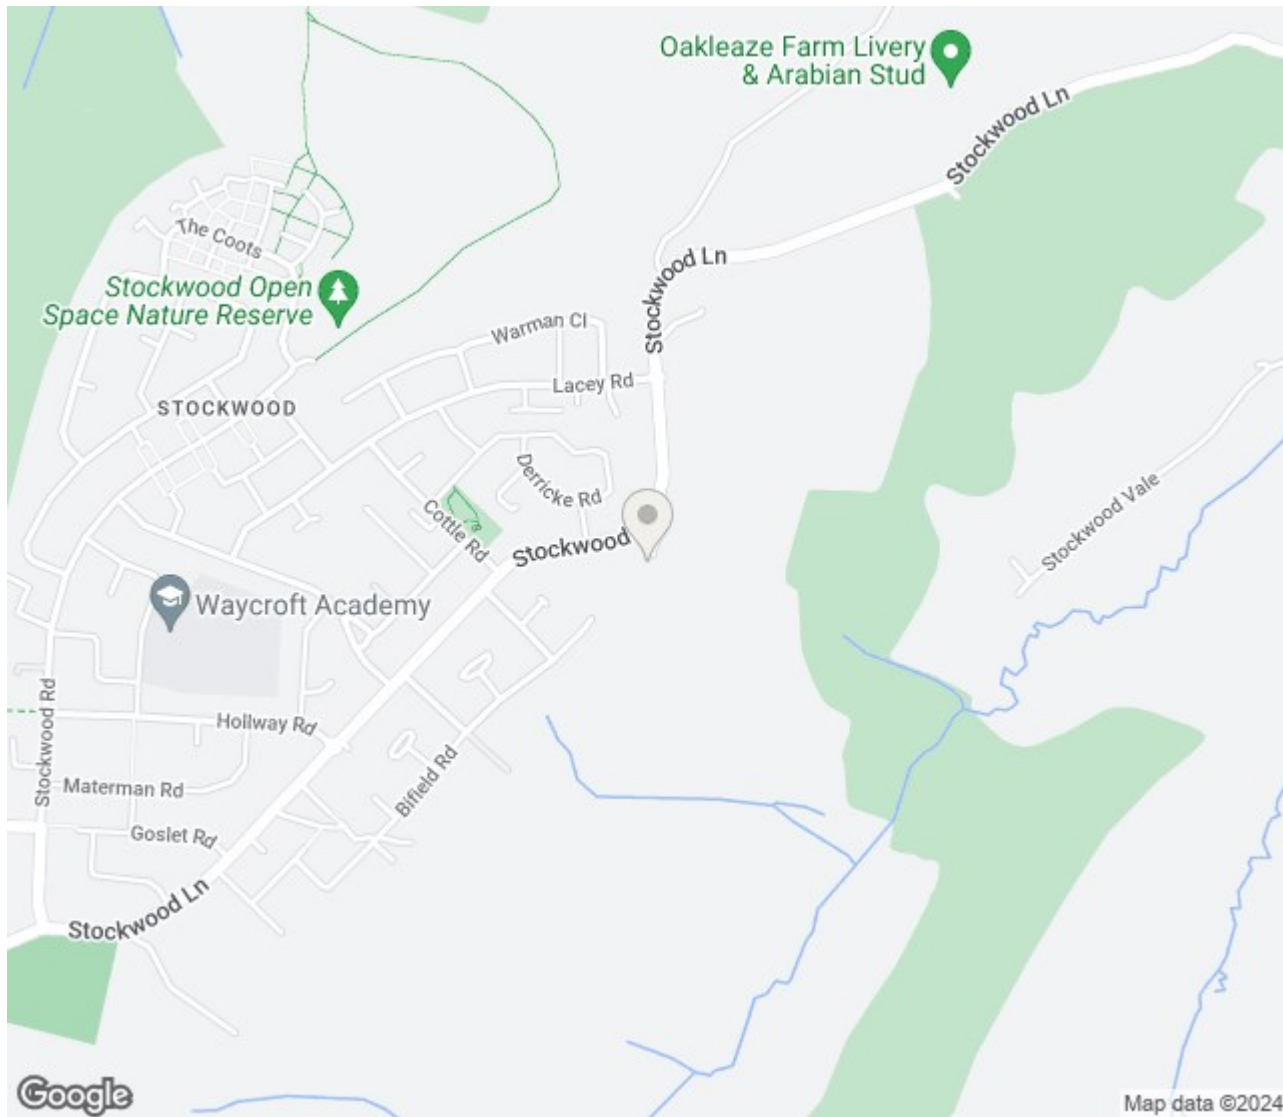 Oakleaze Farm Livery
& Arabian Stud
Stockwood Ln
The Coots
Stockwood Ln
Stockwood Open
Space Nature Reserve
Warman Cl
Stockwood Ln
Lacey Rd
STOCKWOOD
Derricke Rd
Stockwood Vale
Cottle Rd
Stockwood
Waycroft Academy
Stockwood Rd
Hollway Rd
Materman Rd
Bifield Rd
Goslet Rd
Stockwood Ln
Google
Map data ©2024